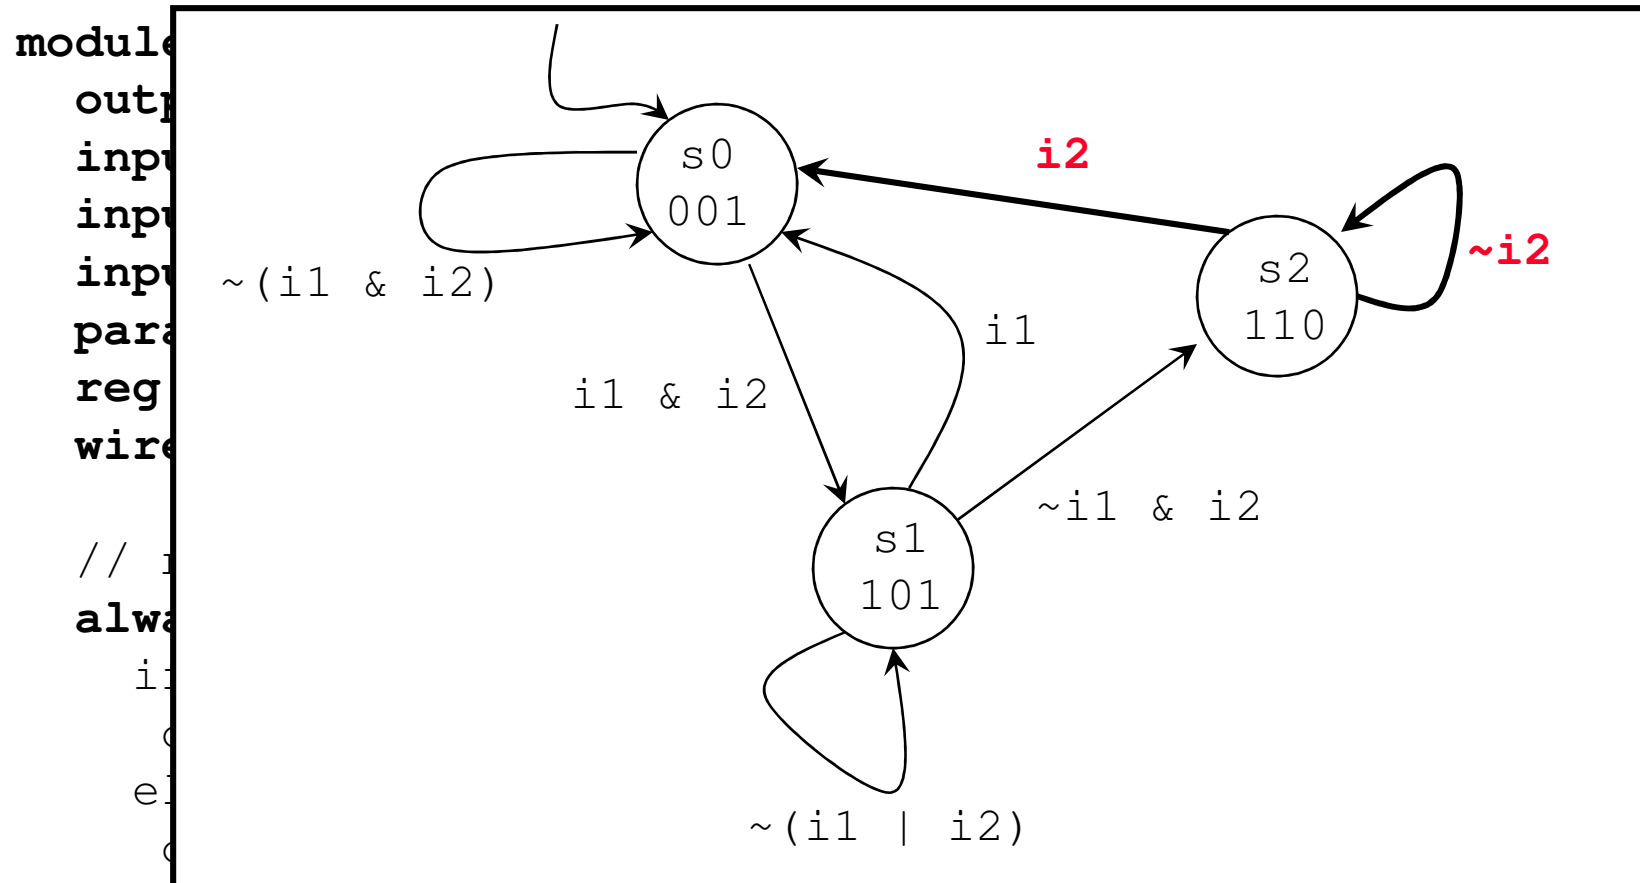 module
outp
inpu
inpu
inpu
para
reg
wire
//
alwa
s0
001
i2
~i2
s2
110
~(i1 & i2)
i1
i1 & i2
~i1 & i2
s1
101
~(i1 | i2)